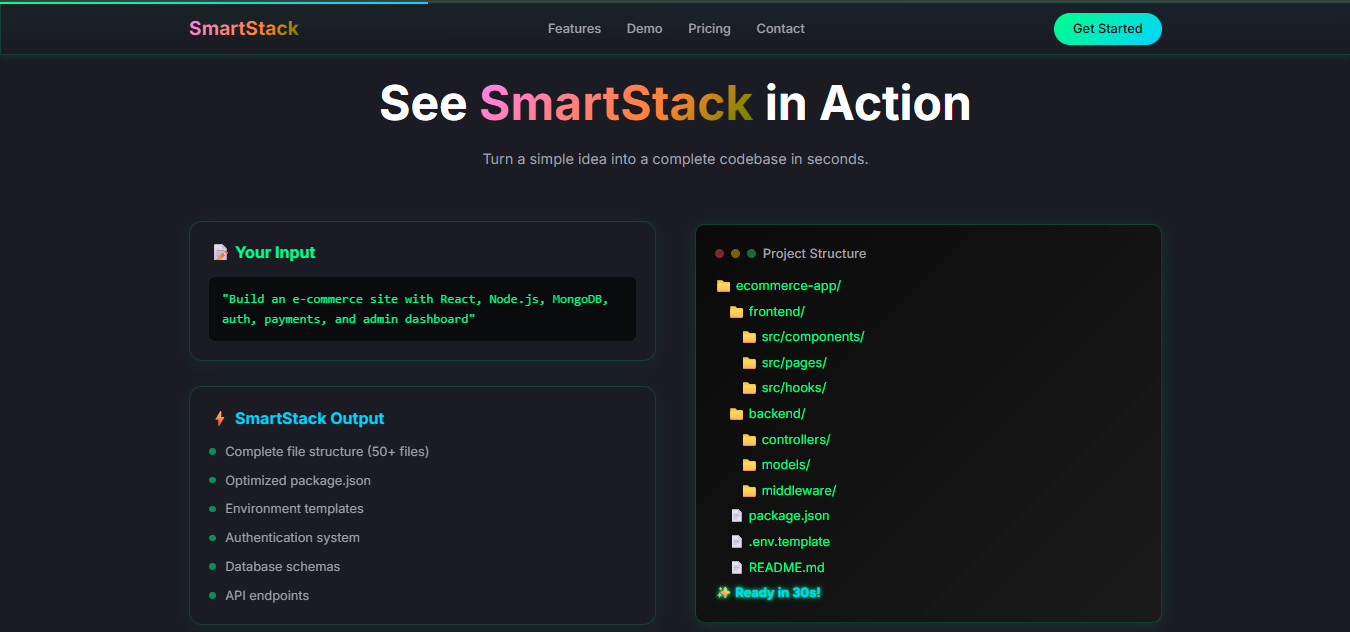 SmartStack
Features
Demo
Pricing
Contact
Get Started
See SmartStack in Action
Turn a simple idea into a complete codebase in seconds.
Your Input
"Build an e-commerce site with React, Node.js, MongoDB,
auth, payments, and admin dashboard"
SmartStack Output
Complete file structure (50+ files)
Optimized package.json
Environment templates
Authentication system
Database schemas
API endpoints
Project Structure
ecommerce-app/
frontend/
src/components/
src/pages/
src/hooks/
backend/
controllers/
models/
middleware/
package.json
.env.template
README.md
Ready in 30s!